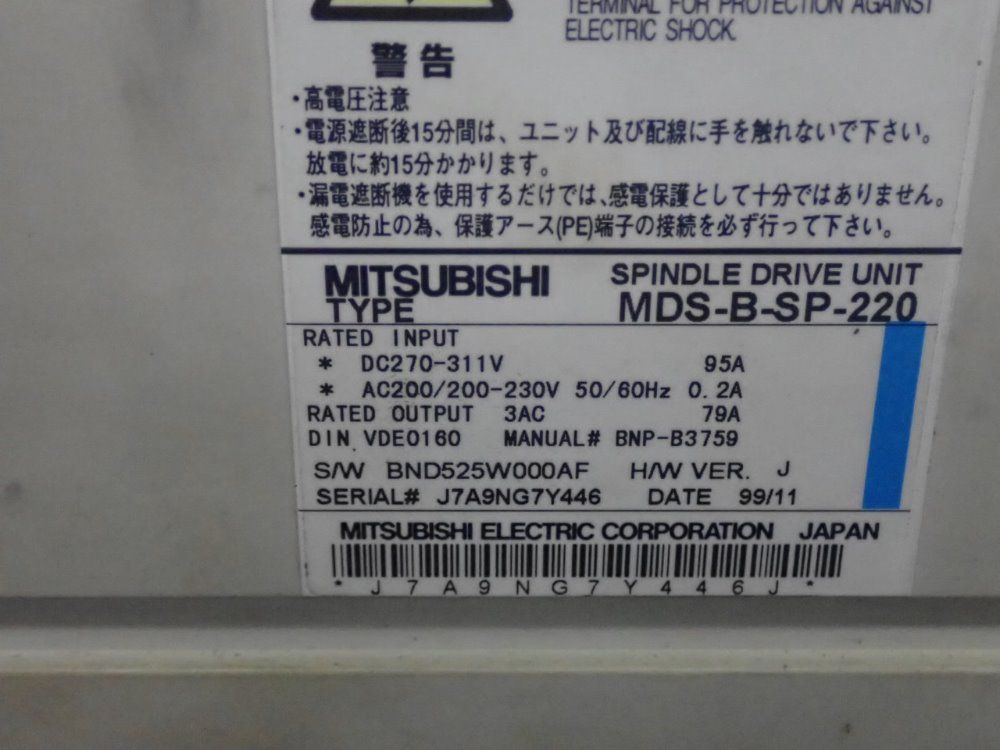 TERMINAL FOR PROTECTION AGAINST
ELECTRIC SHOCK.
警告
・高電圧注意
・電源遮断後15分間は、ユニット及び配線に手を触れないで下さい。
放電に約15分かかります。
・漏電遮断機を使用するだけでは、感電保護として十分ではありません。
感電防止の為、保護アース(PE)端子の接続を必ず行って下さい。
MITSUBISHI SPINDLE DRIVE UNIT
TYPE MDS-B-SP-220
RATED INPUT
* DC270-311V 95A
* AC200/200-230V 50/60Hz 0.2A
RATED OUTPUT 3AC 79A
DIN VDE0160 MANUAL# BNP-B3759
S/W BND525W000AF H/W VER. J
SERIAL# J7A9NG7Y446 DATE 99/11
MITSUBISHI ELECTRIC CORPORATION JAPAN
* J 7 A 9 N G 7 Y 4 4 6 J *